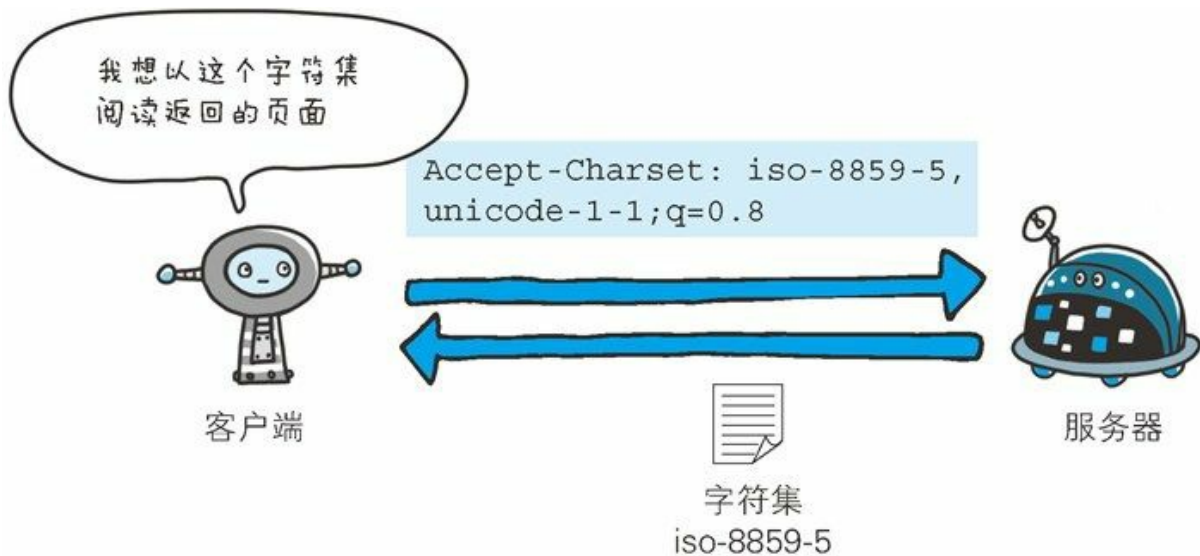 我想以这个字符集
阅读返回的页面
Accept-Charset: iso-8859-5,
unicode-1-1;q=0.8
客户端
服务器
字符集
iso-8859-5